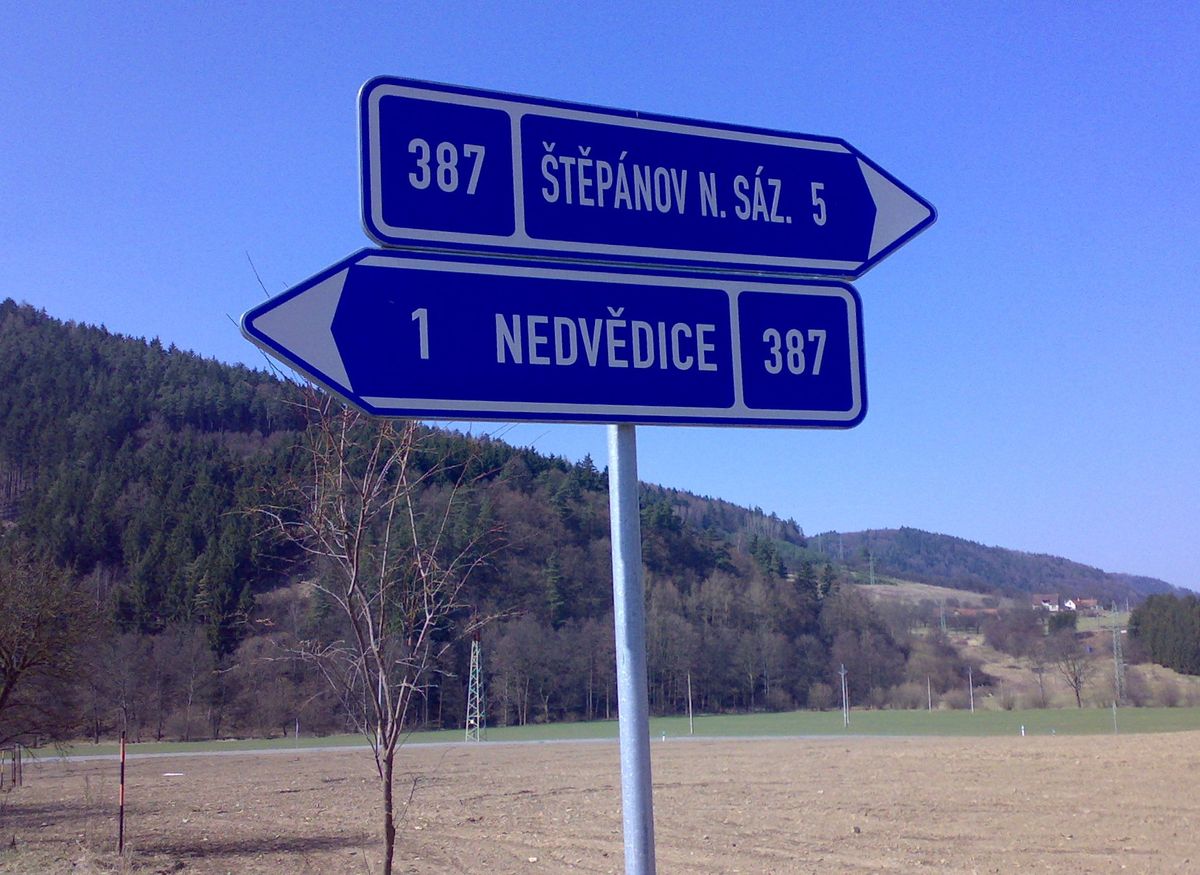 387 ŠTĚPÁNOV N. SÁZ. 5
1 NEDVĚDICE 387